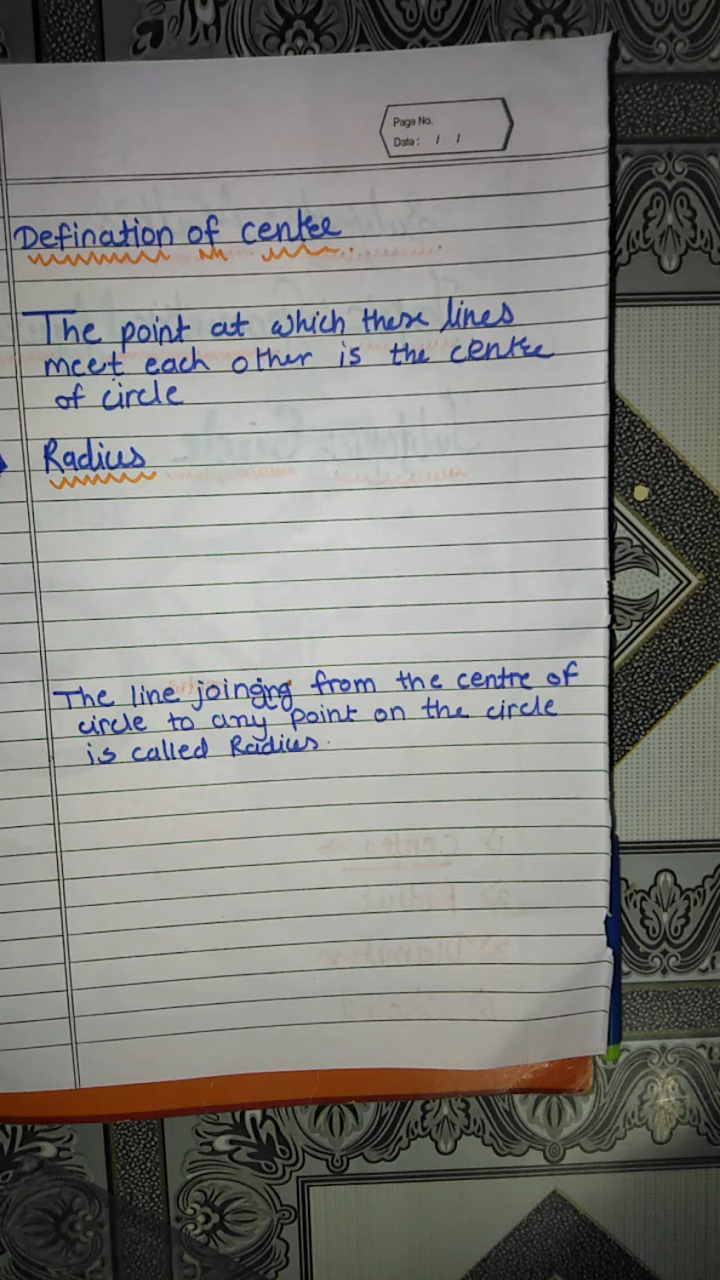 Page No.
Date: / /
Defination of centre.
The point at which these lines
meet each other is the centre
of circle
Radius
The line joinging from the centre of
circle to any point on the circle
is called Radius.